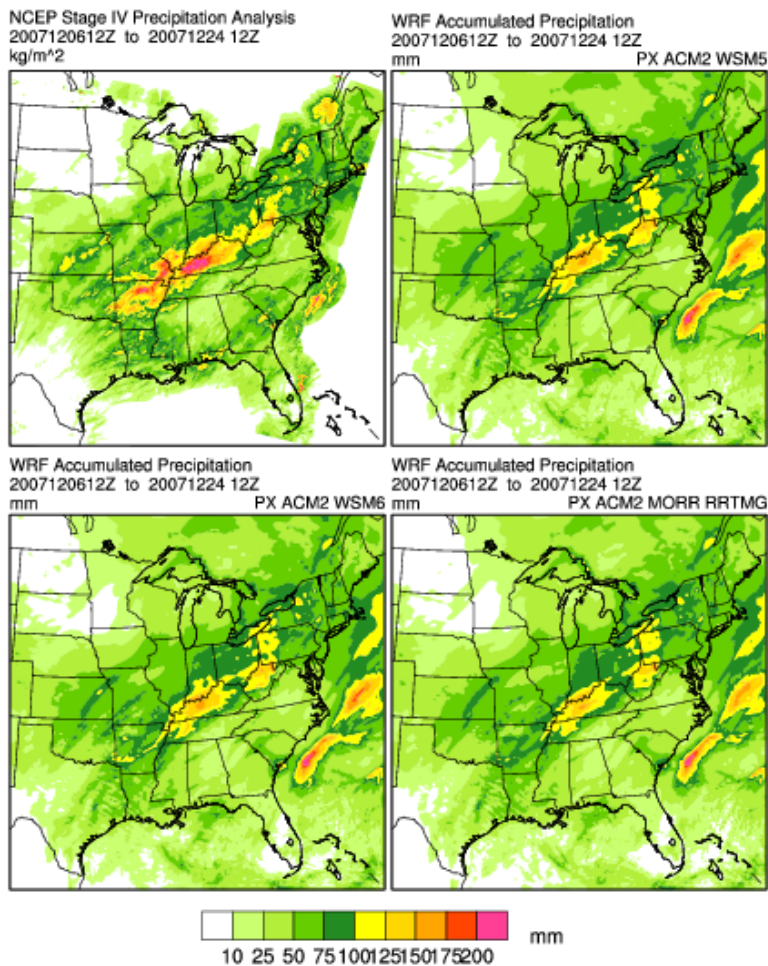 NCEP Stage IV Precipitation Analysis
2007120612Z to 20071224 12Z
kg/m^2
WRF Accumulated Precipitation
2007120612Z to 20071224 12Z
mm PX ACM2 WSM5
WRF Accumulated Precipitation
2007120612Z to 20071224 12Z
mm PX ACM2 WSM6
WRF Accumulated Precipitation
2007120612Z to 20071224 12Z
mm PX ACM2 MORR RRTMG
10 25 50 75 100 125 150 175 200 mm